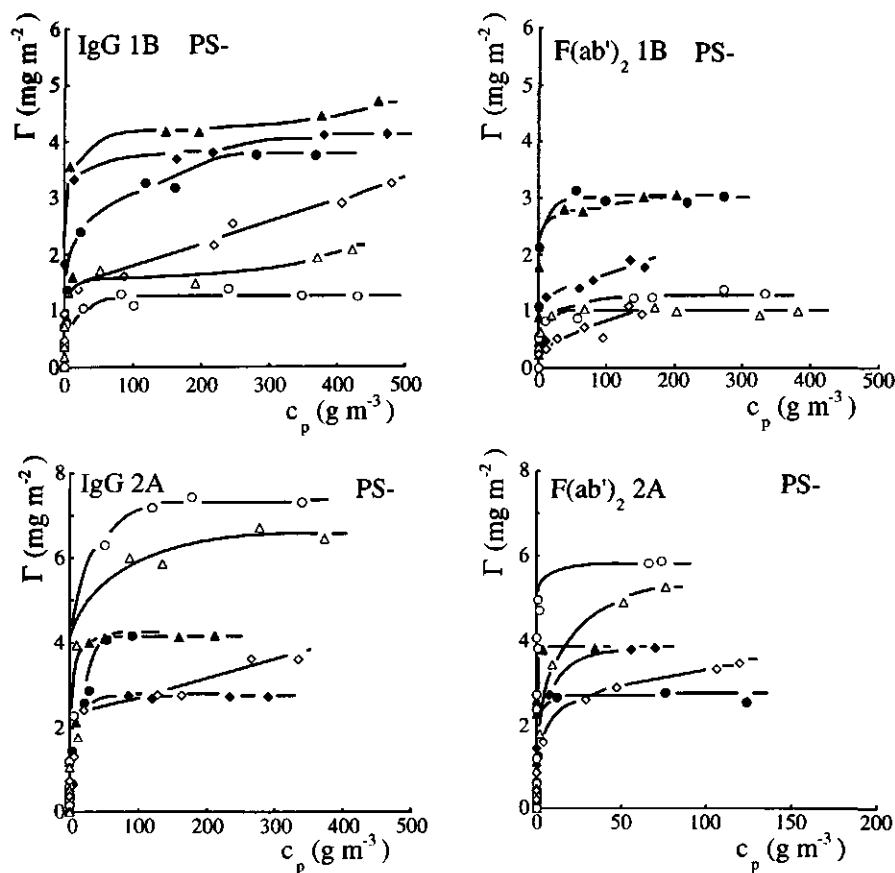 IgG 1B PS-
Γ (mg m⁻²)
6
5
4
3
2
1
0
0 100 200 300 400 500
c_p (g m⁻³)
F(ab')₂ 1B PS-
Γ (mg m⁻²)
6
5
4
3
2
1
0
0 100 200 300 400 500
c_p (g m⁻³)
IgG 2A PS-
Γ (mg m⁻²)
8
6
4
2
0
0 100 200 300 400 500
c_p (g m⁻³)
F(ab')₂ 2A PS-
Γ (mg m⁻²)
8
6
4
2
0
0 50 100 150 200
c_p (g m⁻³)